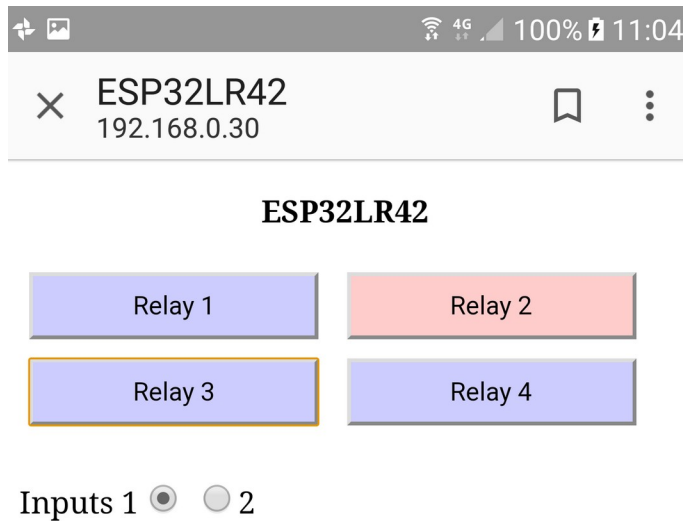 4G 100% 11:04
ESP32LR42
192.168.0.30
ESP32LR42
Relay 1 Relay 2
Relay 3 Relay 4
Inputs 1 2